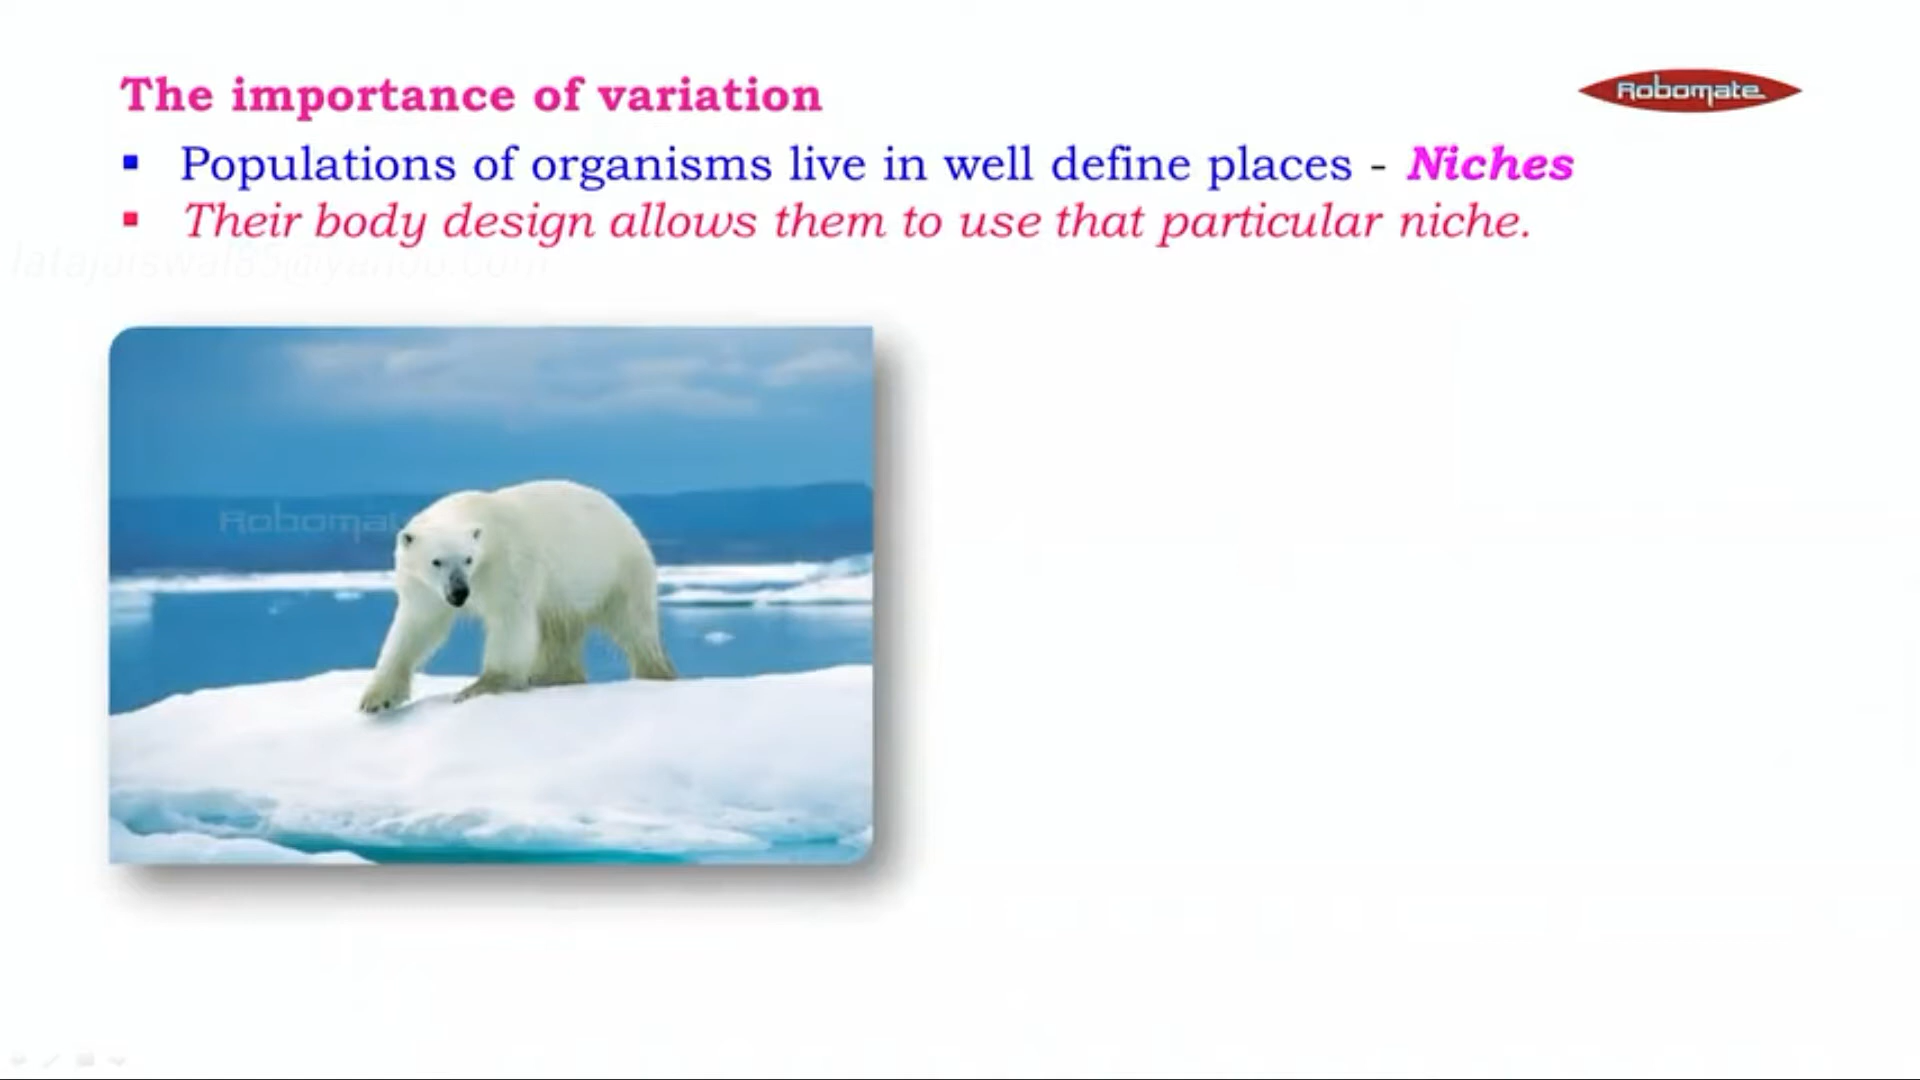 The importance of variation
Robomate
▪ Populations of organisms live in well define places - Niches
▪ Their body design allows them to use that particular niche.
Robomate